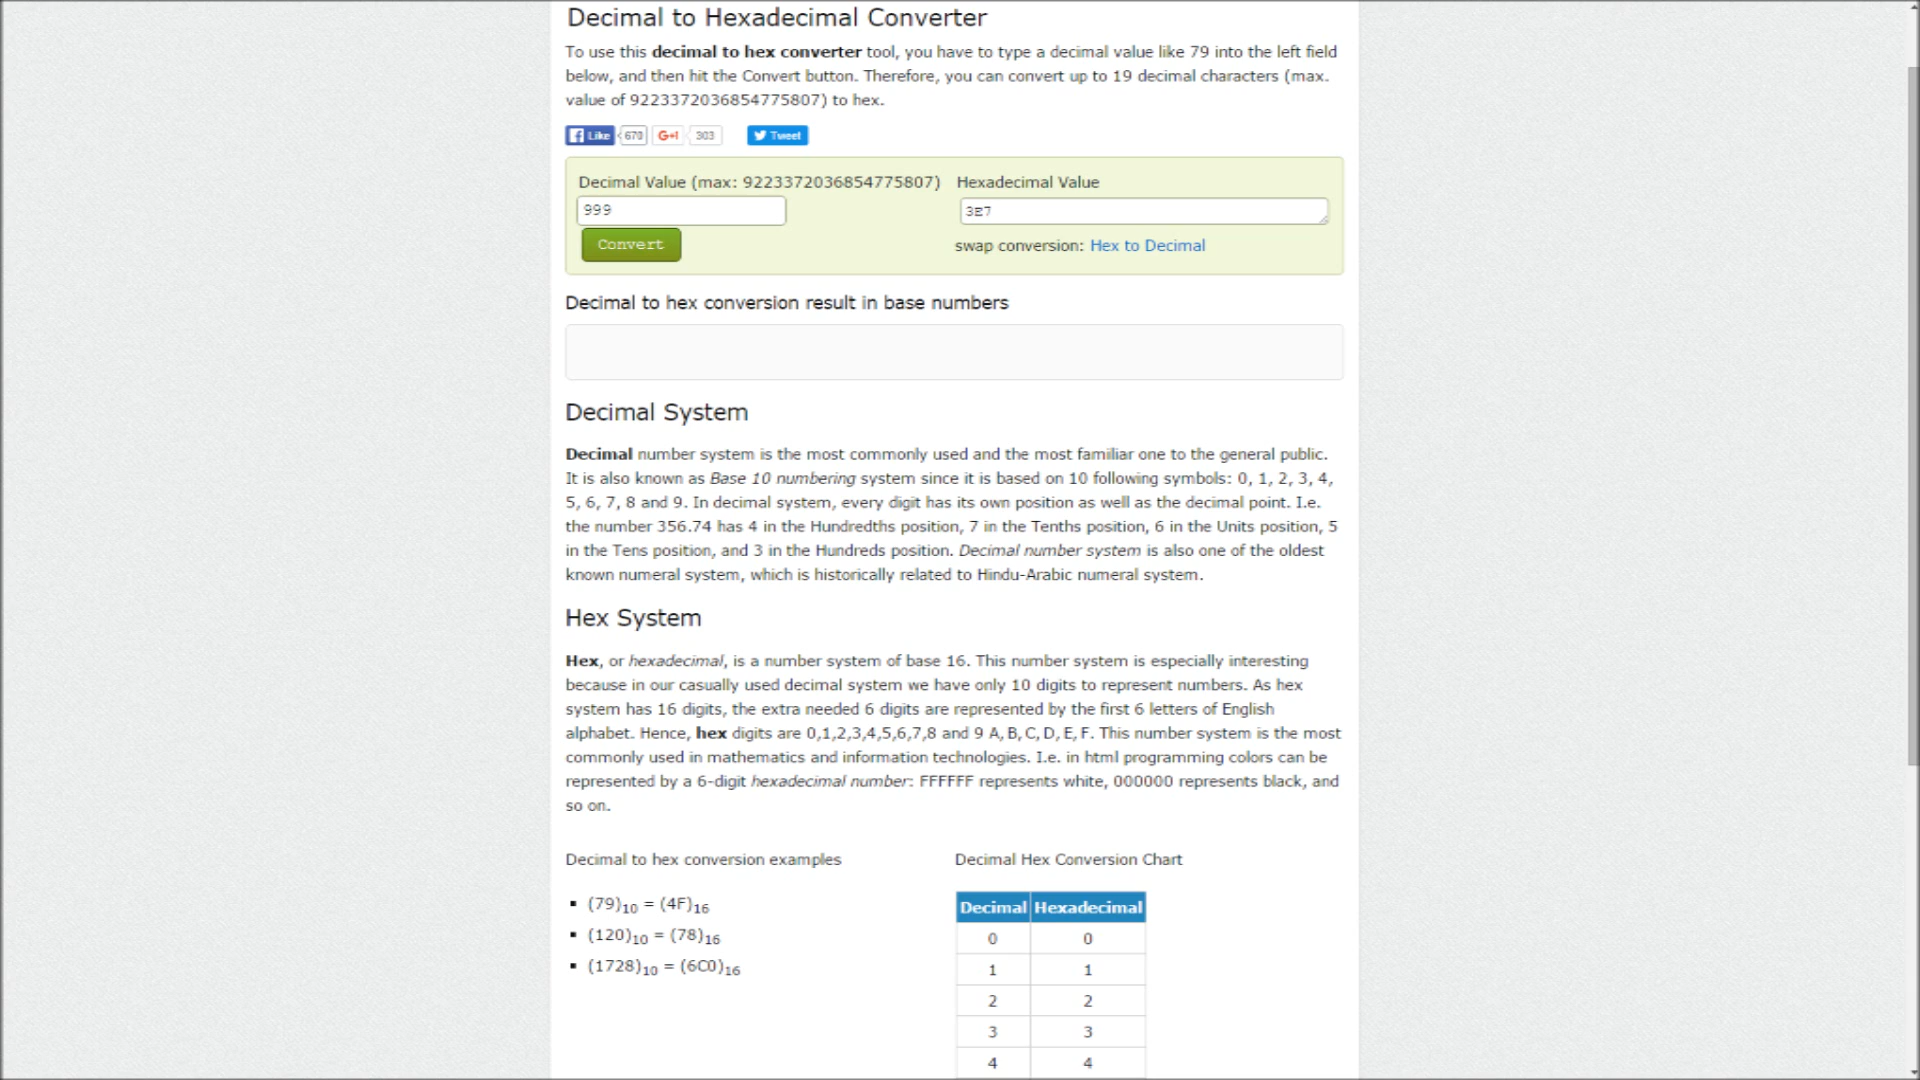 Decimal to Hexadecimal Converter
To use this decimal to hex converter tool, you have to type a decimal value like 79 into the left field
below, and then hit the Convert button. Therefore, you can convert up to 19 decimal characters (max.
value of 9223372036854775807) to hex.
Like 670 G+1 303 Tweet
Decimal Value (max: 9223372036854775807) Hexadecimal Value
999 3E7
Convert swap conversion: Hex to Decimal
Decimal to hex conversion result in base numbers
Decimal System
Decimal number system is the most commonly used and the most familiar one to the general public.
It is also known as Base 10 numbering system since it is based on 10 following symbols: 0, 1, 2, 3, 4,
5, 6, 7, 8 and 9. In decimal system, every digit has its own position as well as the decimal point. I.e.
the number 356.74 has 4 in the Hundredths position, 7 in the Tenths position, 6 in the Units position, 5
in the Tens position, and 3 in the Hundreds position. Decimal number system is also one of the oldest
known numeral system, which is historically related to Hindu-Arabic numeral system.
Hex System
Hex, or hexadecimal, is a number system of base 16. This number system is especially interesting
because in our casually used decimal system we have only 10 digits to represent numbers. As hex
system has 16 digits, the extra needed 6 digits are represented by the first 6 letters of English
alphabet. Hence, hex digits are 0,1,2,3,4,5,6,7,8 and 9 A, B, C, D, E, F. This number system is the most
commonly used in mathematics and information technologies. I.e. in html programming colors can be
represented by a 6-digit hexadecimal number: FFFFFF represents white, 000000 represents black, and
so on.
Decimal to hex conversion examples
(79)10 = (4F)16
(120)10 = (78)16
(1728)10 = (6C0)16
Decimal Hex Conversion Chart
Decimal Hexadecimal
0 0
1 1
2 2
3 3
4 4